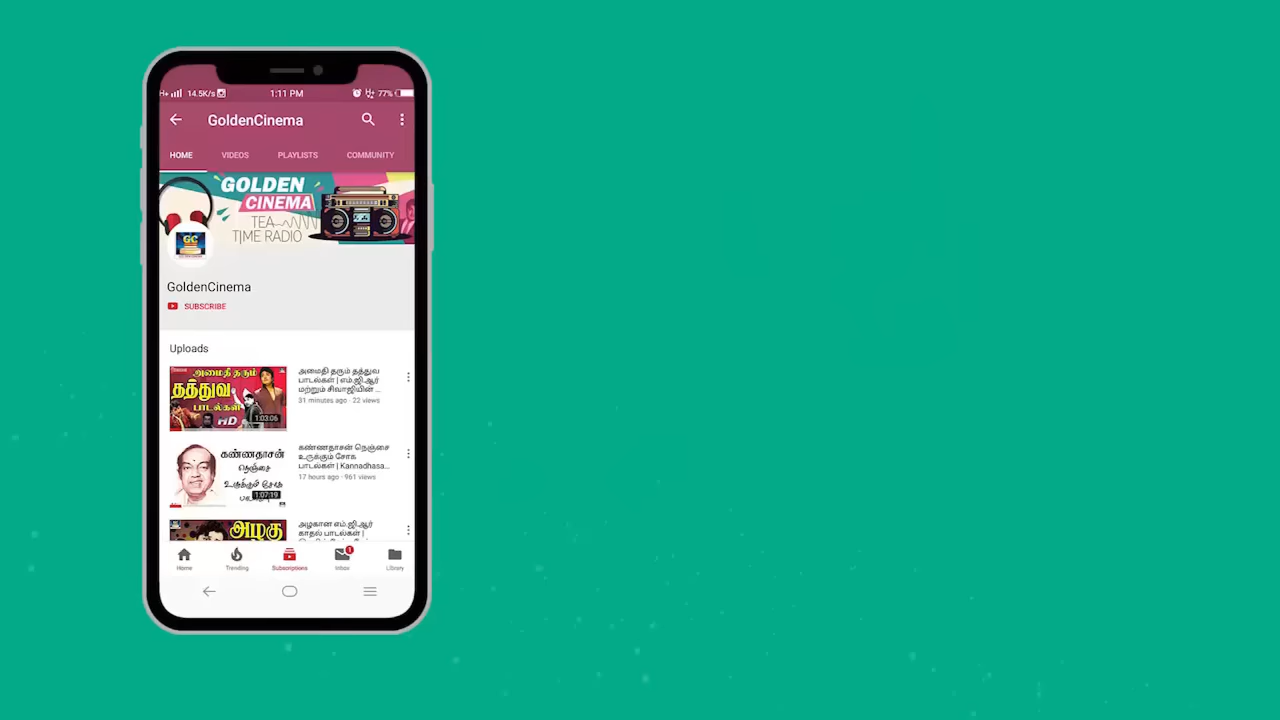 H+ 14.5K/s 1:11 PM 77%
GoldenCinema
HOME VIDEOS PLAYLISTS COMMUNITY
GOLDEN
CINEMA
TEA
TIME RADIO
GC
GoldenCinema
SUBSCRIBE
Uploads
அமைதி தரும்
தத்துவ
பாடல்கள்
HD
1:03:06
அமைதி தரும் தத்துவ
பாடல்கள் | எம்.ஜி.ஆர்
மற்றும் சிவாஜியின் ...
31 minutes ago · 22 views
கண்ணதாசன்
நெஞ்சை
உருக்கும் சோக
1:07:19
கண்ணதாசன் நெஞ்சை
உருக்கும் சோக
பாடல்கள் | Kannadhasa...
17 hours ago · 961 views
அழகு
அழகான எம்.ஜி.ஆர்
காதல் பாடல்கள் |
1
Home Trending Subscriptions Inbox Library